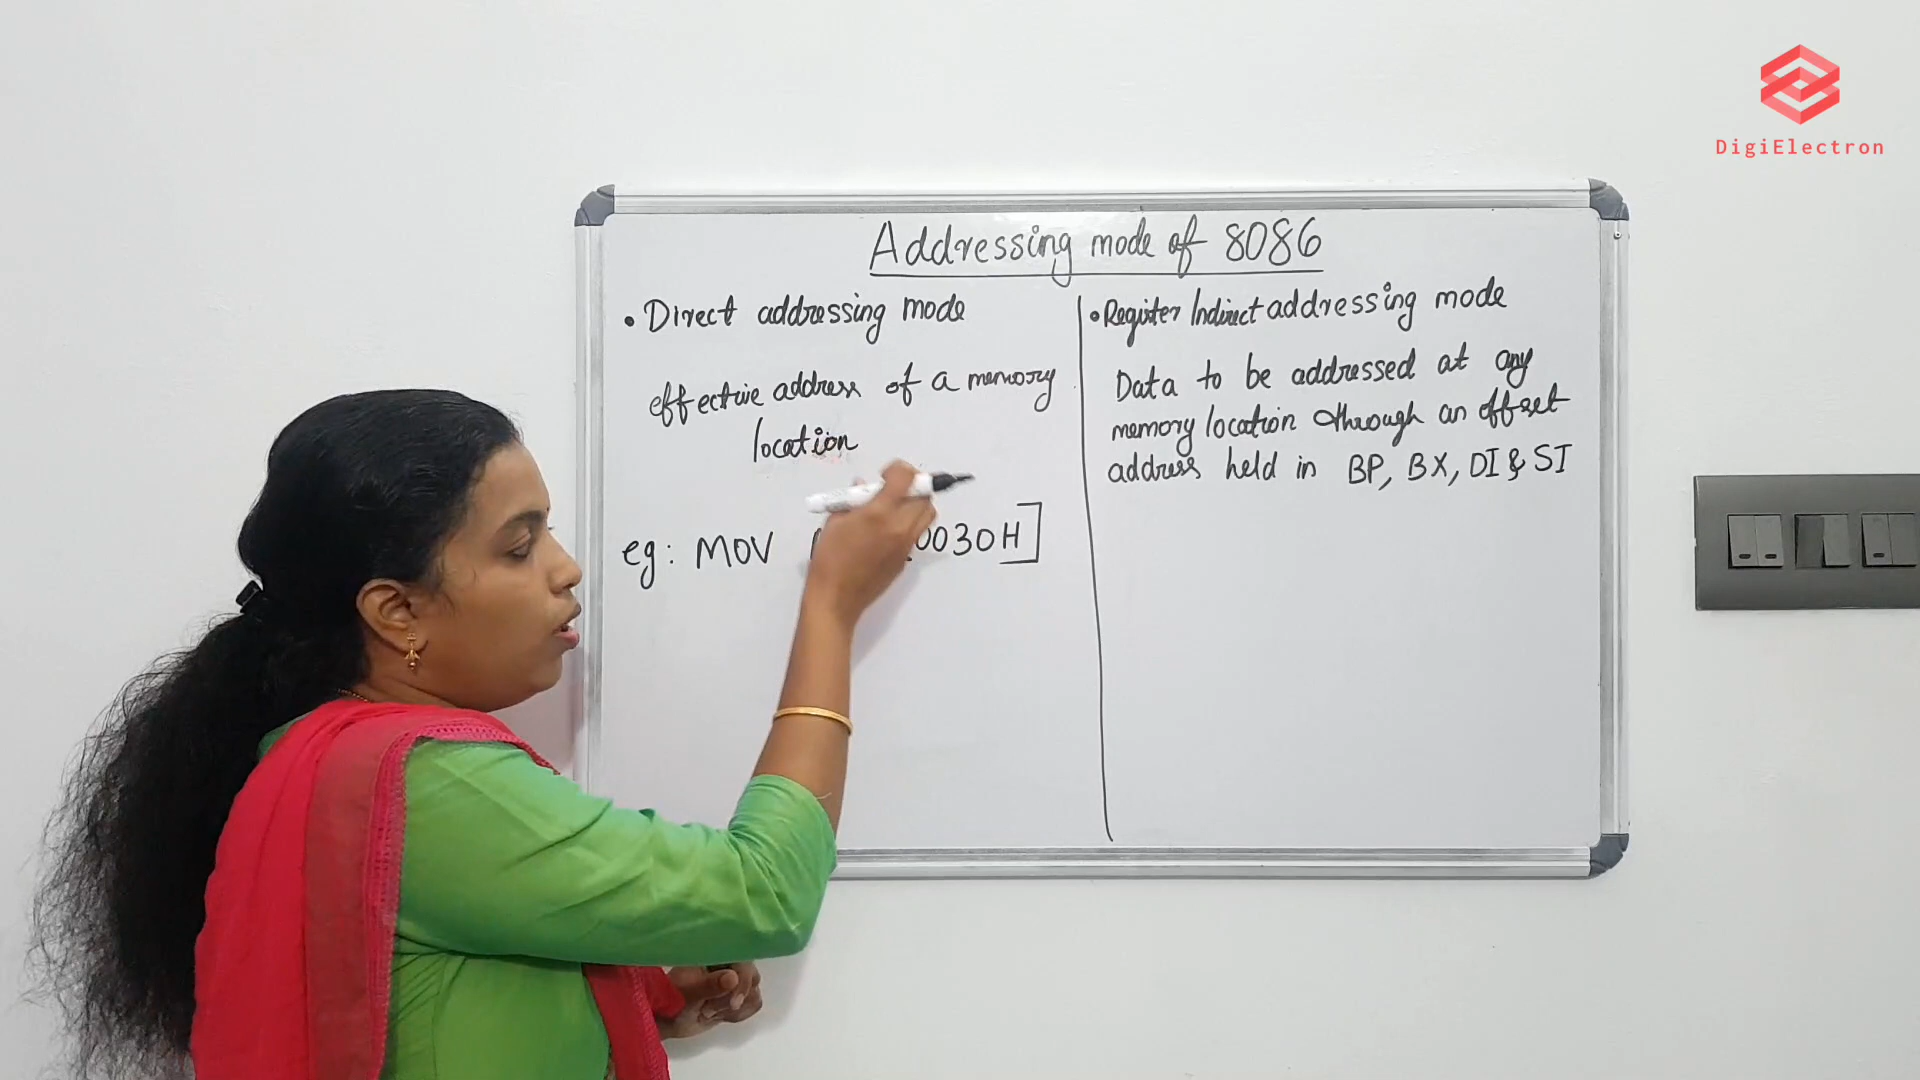 DigiElectron
Addressing mode of 8086
• Direct addressing mode
effective address of a memory
location
eg: MOV 0030H]
• Register Indirect addressing mode
Data to be addressed at any
memory location through an offset
address held in BP, BX, DI & SI